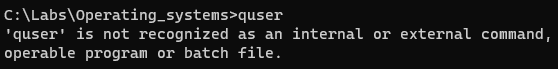 C:\Labs\Operating_systems>quser
'quser' is not recognized as an internal or external command,
operable program or batch file.